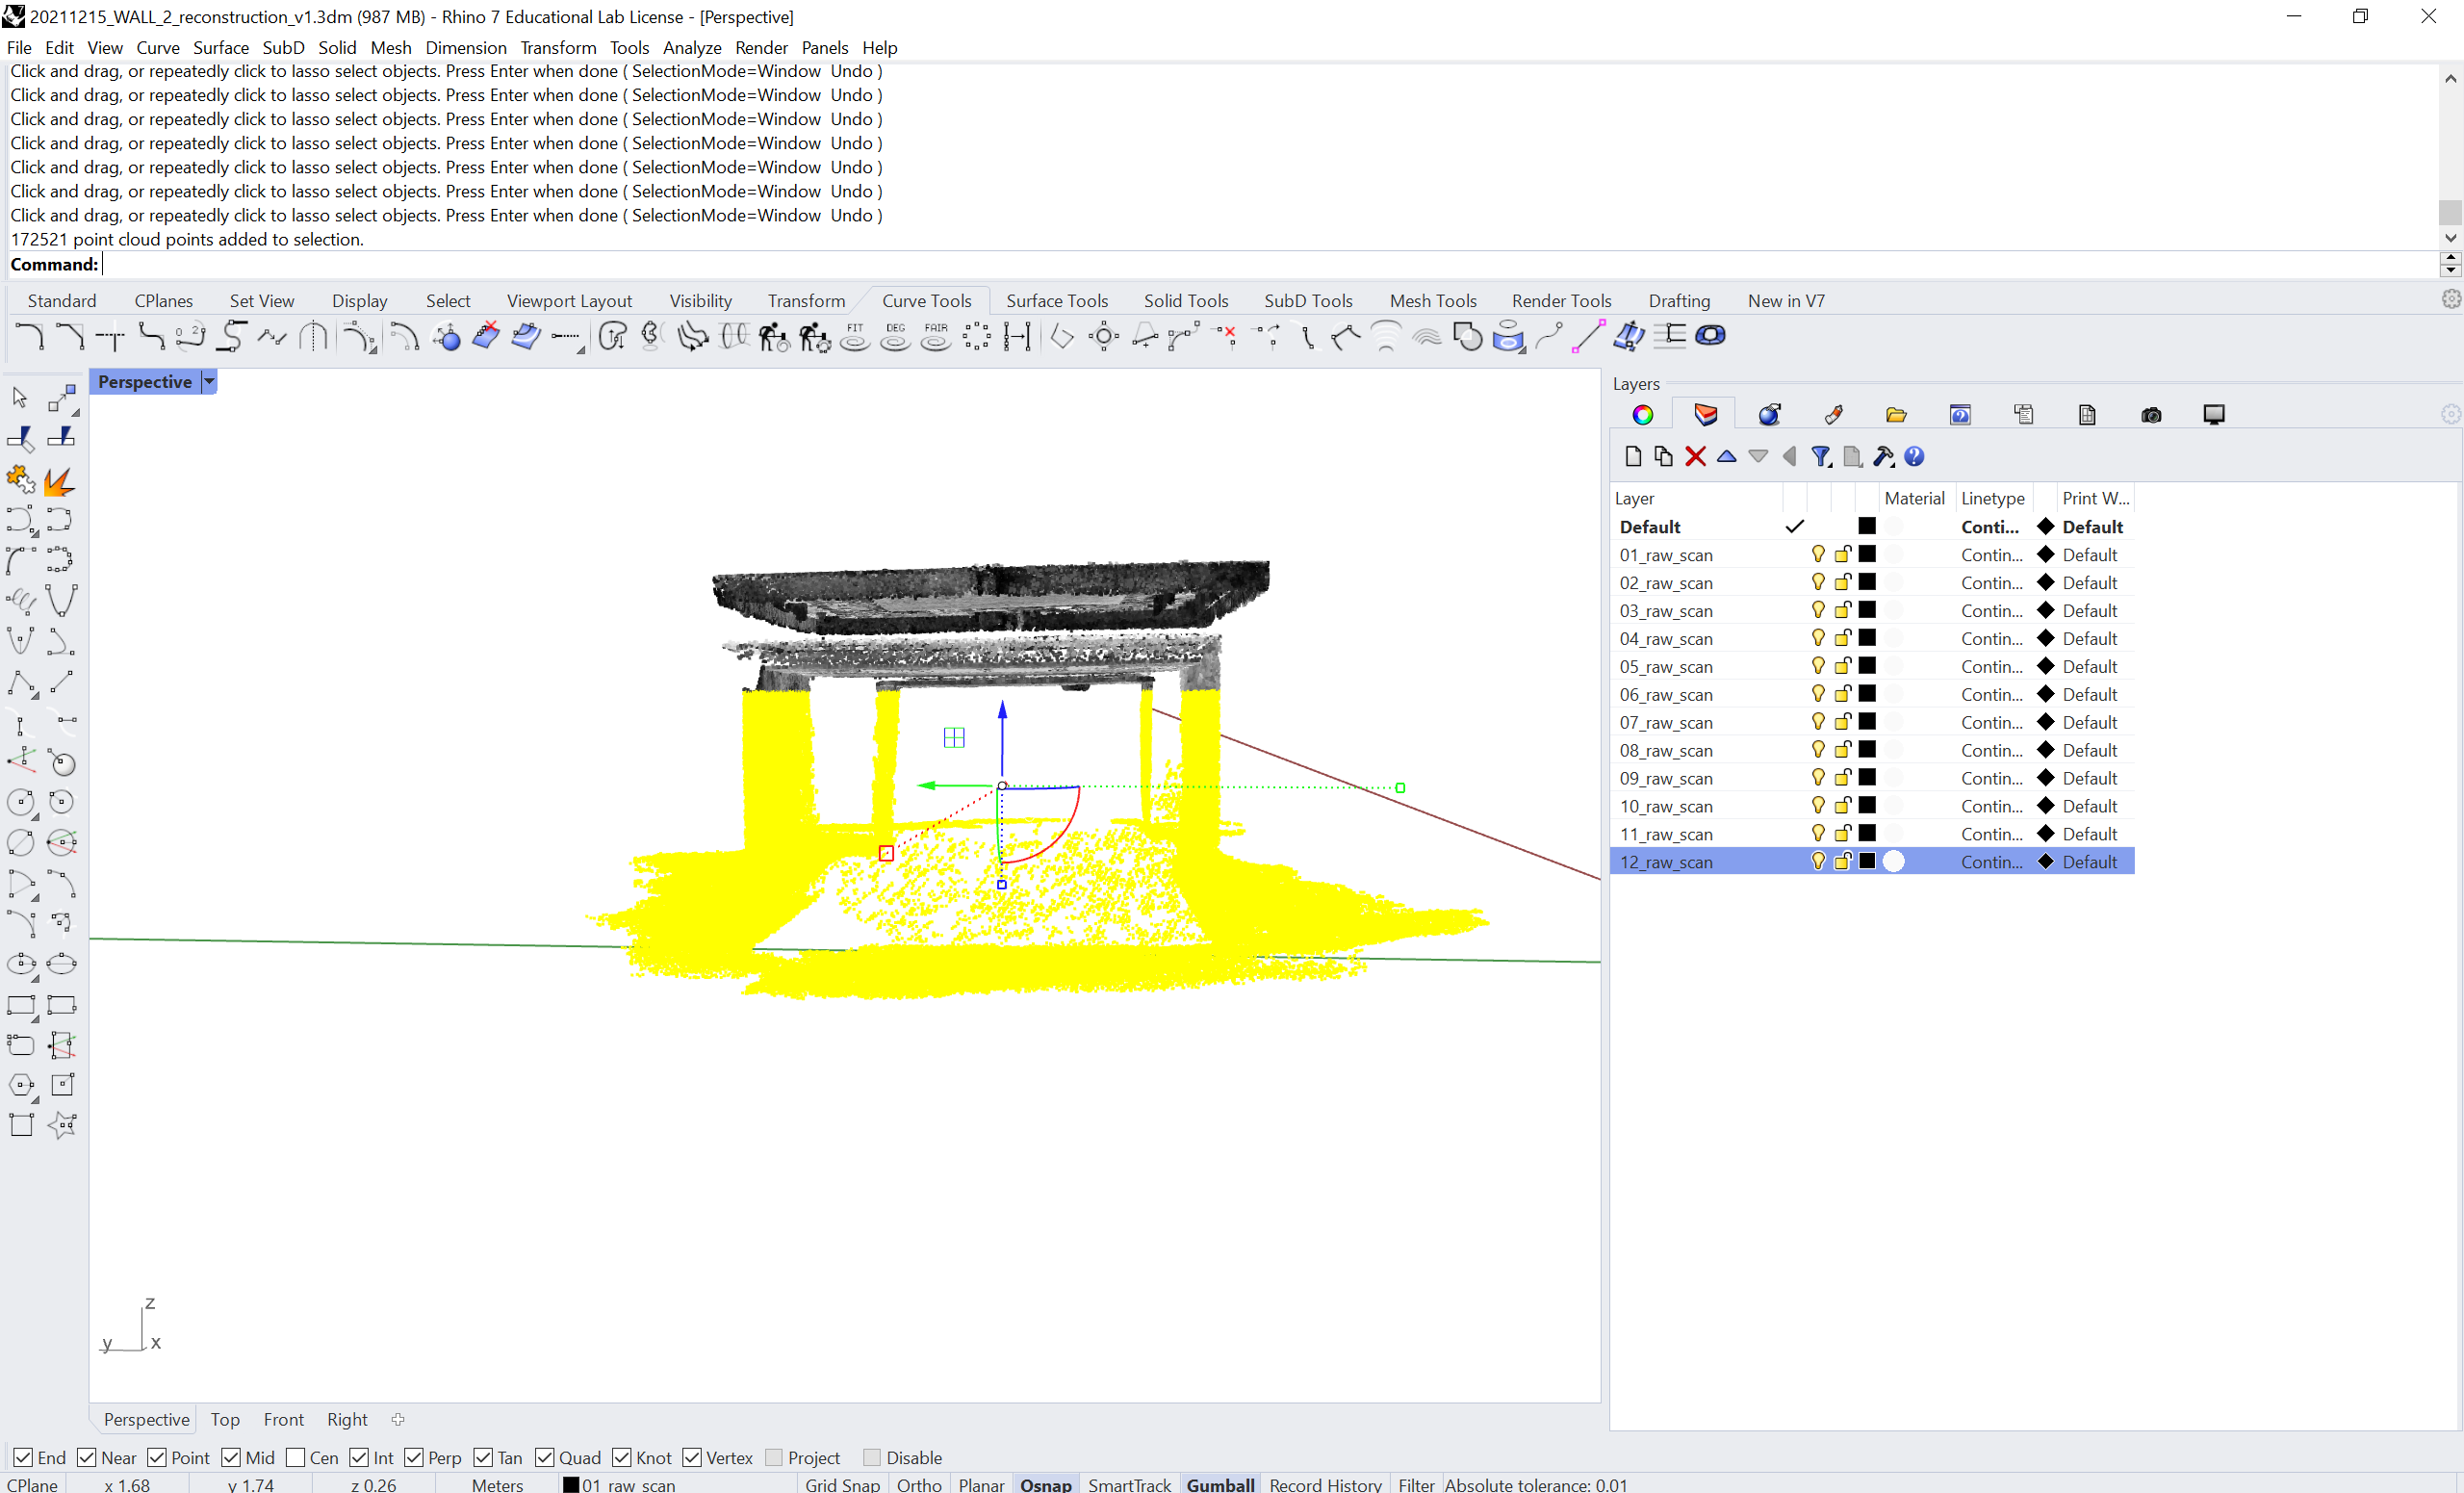 20211215_WALL_2_reconstruction_v1.3dm (987 MB) - Rhino 7 Educational Lab License - [Perspective]
File Edit View Curve Surface SubD Solid Mesh Dimension Transform Tools Analyze Render Panels Help
Click and drag, or repeatedly click to lasso select objects. Press Enter when done ( SelectionMode=Window Undo )
Click and drag, or repeatedly click to lasso select objects. Press Enter when done ( SelectionMode=Window Undo )
Click and drag, or repeatedly click to lasso select objects. Press Enter when done ( SelectionMode=Window Undo )
Click and drag, or repeatedly click to lasso select objects. Press Enter when done ( SelectionMode=Window Undo )
Click and drag, or repeatedly click to lasso select objects. Press Enter when done ( SelectionMode=Window Undo )
Click and drag, or repeatedly click to lasso select objects. Press Enter when done ( SelectionMode=Window Undo )
Click and drag, or repeatedly click to lasso select objects. Press Enter when done ( SelectionMode=Window Undo )
172521 point cloud points added to selection.
Command:
Standard CPlanes Set View Display Select Viewport Layout Visibility Transform Curve Tools Surface Tools Solid Tools SubD Tools Mesh Tools Render Tools Drafting New in V7
FIT DEG FAIR
Perspective
Layers
Layer Material Linetype Print W...
Default Conti... Default
01_raw_scan Contin... Default
02_raw_scan Contin... Default
03_raw_scan Contin... Default
04_raw_scan Contin... Default
05_raw_scan Contin... Default
06_raw_scan Contin... Default
07_raw_scan Contin... Default
08_raw_scan Contin... Default
09_raw_scan Contin... Default
10_raw_scan Contin... Default
11_raw_scan Contin... Default
12_raw_scan Contin... Default
z
y x
Perspective Top Front Right
End Near Point Mid Cen Int Perp Tan Quad Knot Vertex Project Disable
CPlane x 1.68 y 1.74 z 0.26 Meters 01_raw_scan Grid Snap Ortho Planar Osnap SmartTrack Gumball Record History Filter Absolute tolerance: 0.01